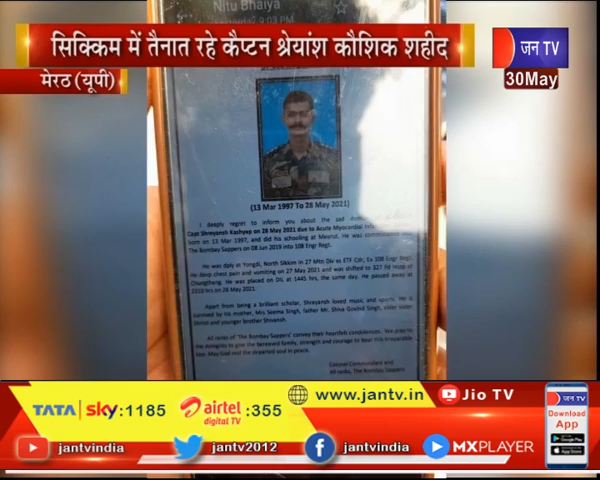 Nitu Bhaiya
9:03 PM
सिक्किम में तैनात रहे कैप्टन श्रेयांश कौशिक शहीद
मेरठ (यूपी)
जन TV
30May
(13 Mar 1997 To 28 May 2021)
I deeply regret to inform you about the sad demise of
Capt Shreyansh Kashyap on 28 May 2021 due to Acute Myocardial
born on 13 Mar 1997, and did his schooling at Meerut. He was commissioned
The Bombay Sappers on 08 Jun 2019 into 108 Engr Regt.
He was dply at Yongdi, North Sikkim in 27 Mtn Div as ETF Cdr, Ex 108 Engr Regt.
He devp chest pain and vomiting on 27 May 2021 and was shifted to 327 Fd Hosp at
Chungthang. He was placed on DIL at 1445 hrs, the same day. He passed away at
hrs on 28 May 2021.
Apart from being a brilliant scholar, Shreyansh loved music and sports. He is
survived by his mother, Mrs Seema Singh, father Mr. Shiva Govind Singh, elder sister
and younger brother Shivansh.
All ranks of 'The Bombay Sappers' convey their heartfelt condolences. We pray to
the Almighty to give the bereaved family, strength and courage to bear this irreparable
loss. May God rest the departed soul in peace.
Colonel Commandant and
All ranks, The Bombay Sappers
www.jantv.in
Jio TV
TATA sky:1185
airtel digital TV :355
जन TV
Download
App
jantvindia
jantv2012
jantvindia
MXPLAYER